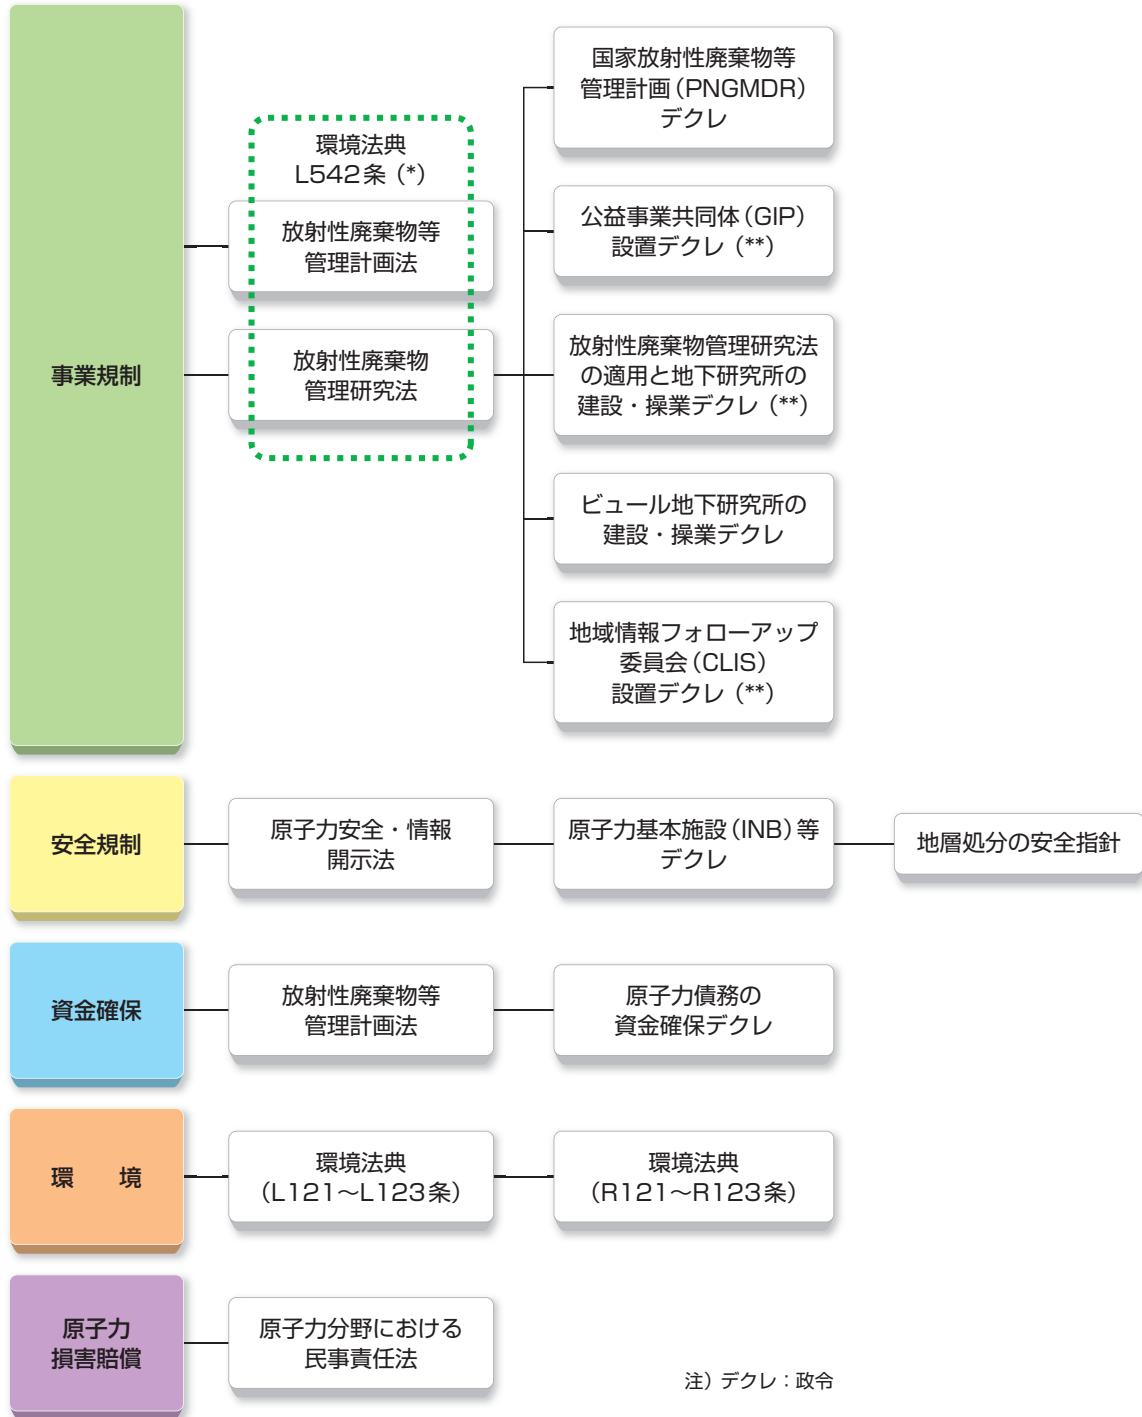 事業規制
環境法典
L542条（*）
放射性廃棄物等
管理計画法
放射性廃棄物
管理研究法
国家放射性廃棄物等
管理計画（PNGMDR）
デクレ
公益事業共同体（GIP）
設置デクレ（**）
放射性廃棄物管理研究法
の適用と地下研究所の
建設・操業デクレ（**）
ビュール地下研究所の
建設・操業デクレ
地域情報フォローアップ
委員会（CLIS）
設置デクレ（**）
安全規制
原子力安全・情報
開示法
原子力基本施設（INB）等
デクレ
地層処分の安全指針
資金確保
放射性廃棄物等
管理計画法
原子力債務の
資金確保デクレ
環　　境
環境法典
（L121～L123条）
環境法典
（R121～R123条）
原子力
損害賠償
原子力分野における
民事責任法
注）デクレ：政令